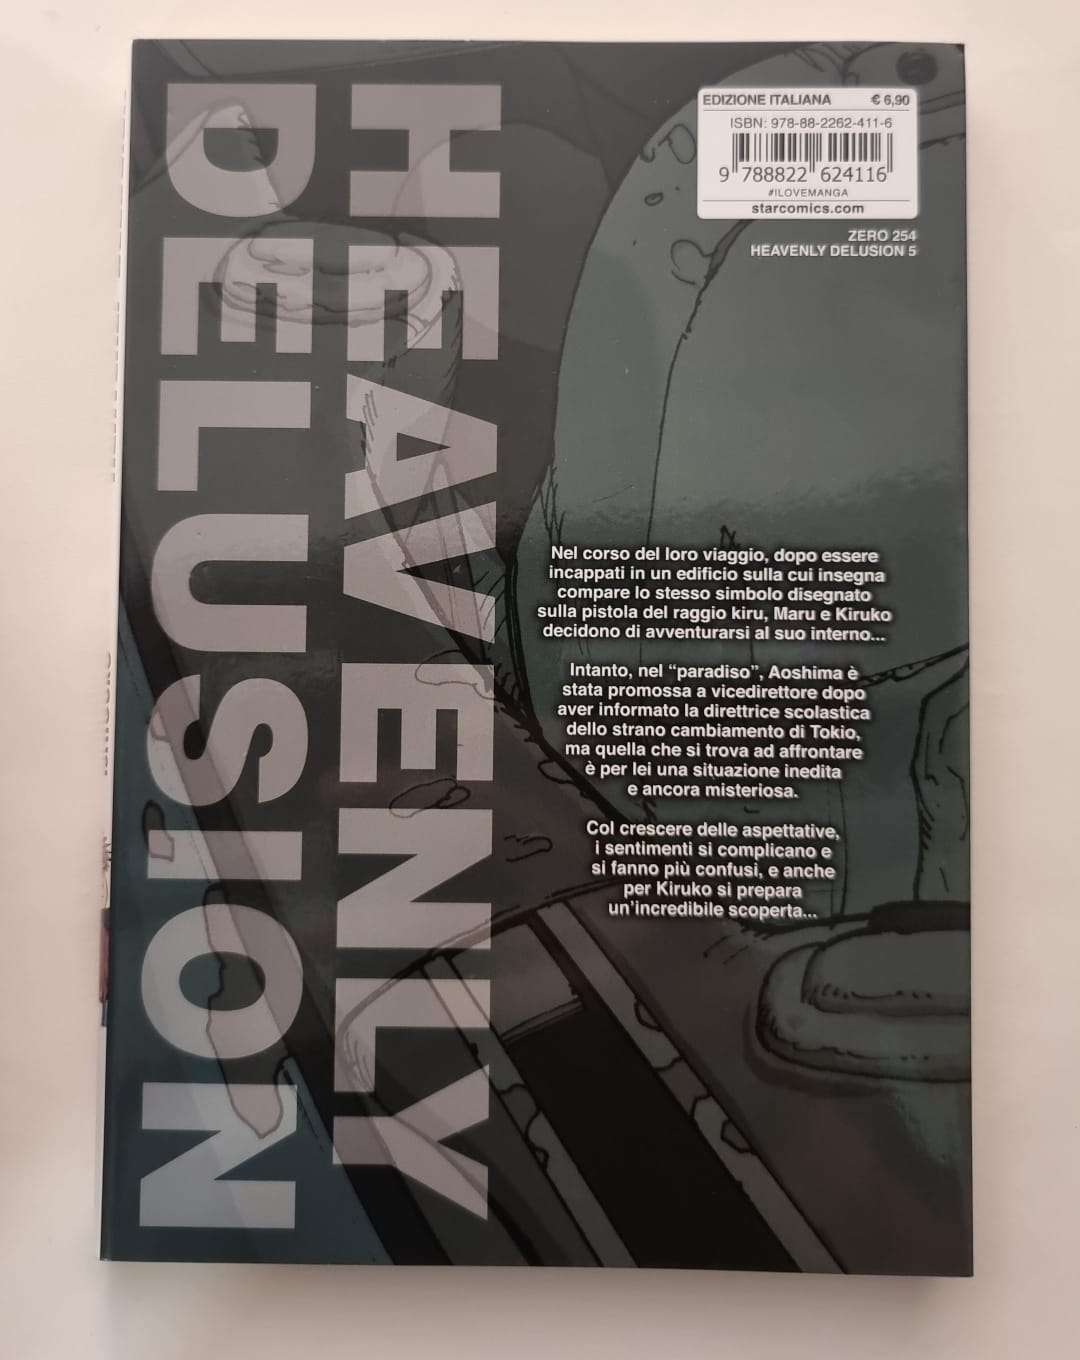 HEAVENLY
DELUSION
EDIZIONE ITALIANA € 6,90
ISBN: 978-88-2262-411-6
9 788822 624116
#ILOVEMANGA
starcomics.com
ZERO 254
HEAVENLY DELUSION 5
Nel corso del loro viaggio, dopo essere
incappati in un edificio sulla cui insegna
compare lo stesso simbolo disegnato
sulla pistola del raggio kiru, Maru e Kiruko
decidono di avventurarsi al suo interno...
Intanto, nel “paradiso”, Aoshima è
stata promossa a vicedirettore dopo
aver informato la direttrice scolastica
dello strano cambiamento di Tokio,
ma quella che si trova ad affrontare
è per lei una situazione inedita
e ancora misteriosa.
Col crescere delle aspettative,
i sentimenti si complicano e
si fanno più confusi, e anche
per Kiruko si prepara
un’incredibile scoperta...